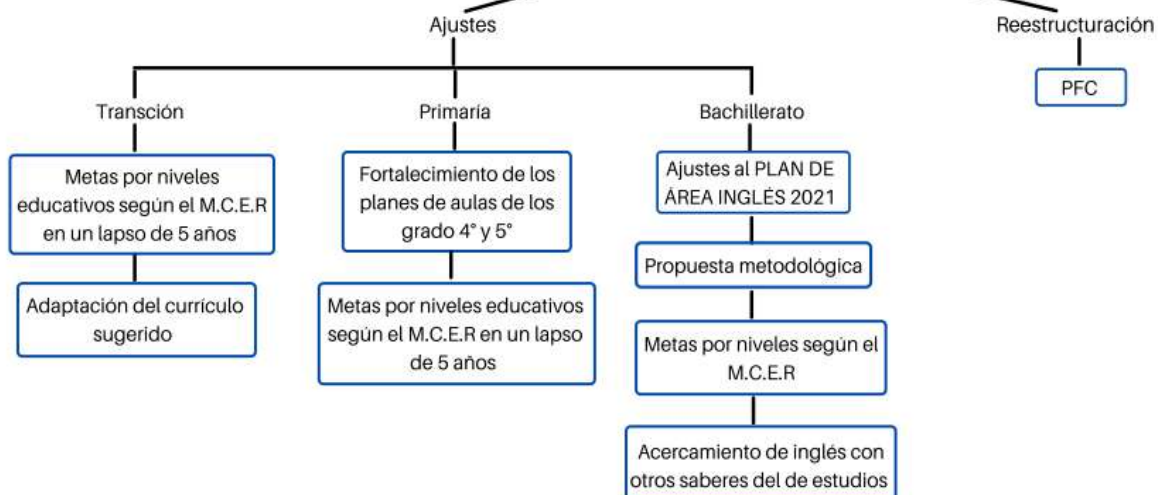 Ajustes
Reestructuración
PFC
Transción
Primaría
Bachillerato
Metas por niveles
educativos según el M.C.E.R
en un lapso de 5 años
Adaptación del currículo
sugerido
Fortalecimiento de los
planes de aulas de los
grado 4° y 5°
Metas por niveles educativos
según el M.C.E.R en un lapso
de 5 años
Ajustes al PLAN DE
ÁREA INGLÉS 2021
Propuesta metodológica
Metas por niveles según el
M.C.E.R
Acercamiento de inglés con
otros saberes del de estudios